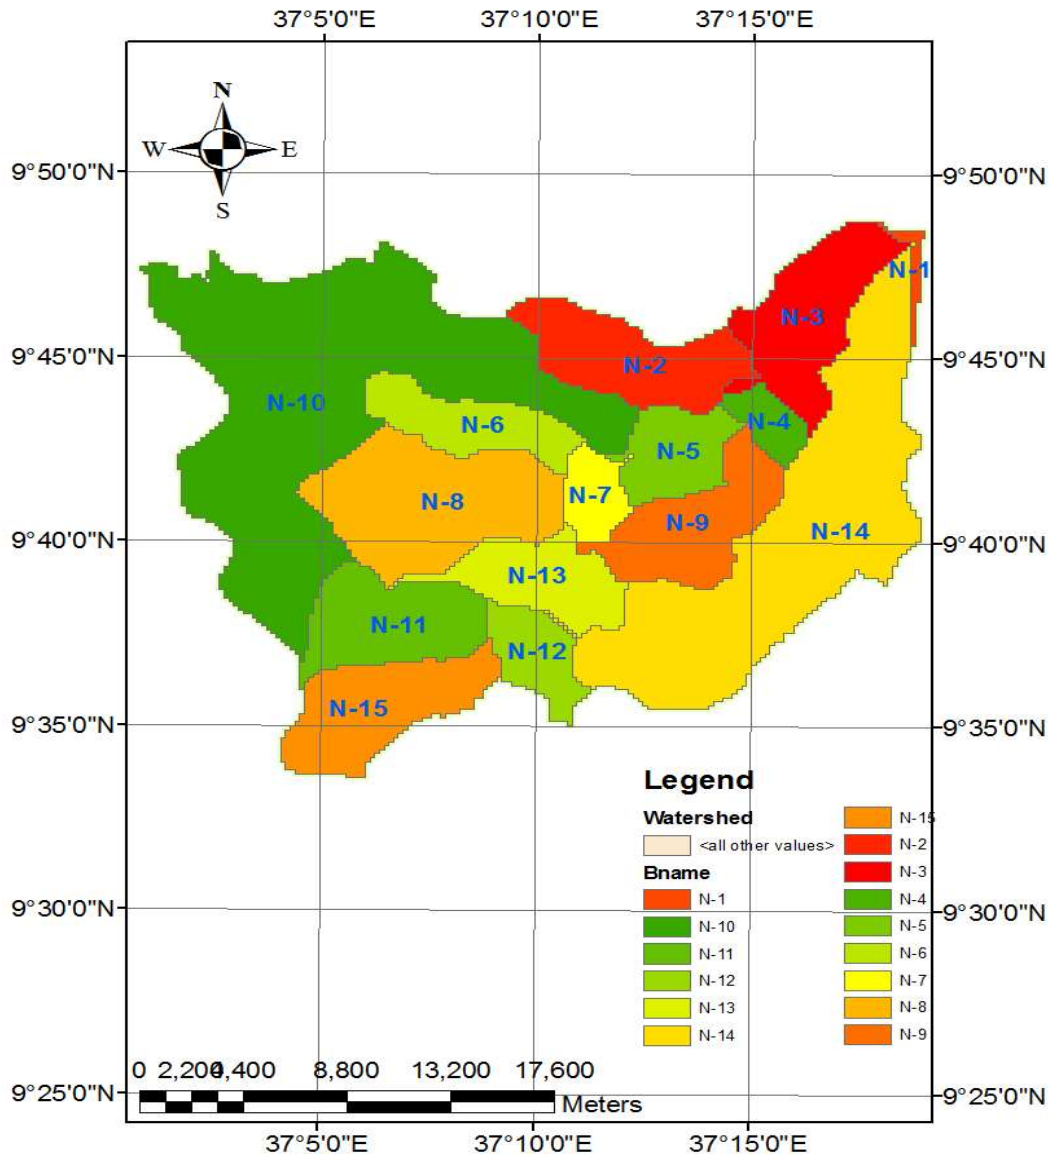 37°5'0"E 37°10'0"E 37°15'0"E
N
W E
S
9°50'0"N 9°50'0"N
N-1
N-3
9°45'0"N 9°45'0"N
N-2
N-10
N-6 N-4
N-5
N-7
N-8
N-9
N-14
9°40'0"N 9°40'0"N
N-13
N-11
N-12
N-15
9°35'0"N 9°35'0"N
Legend
Watershed
<all other values>
Bname
N-1
N-10
N-11
N-12
N-13
N-14
N-15
N-2
N-3
N-4
N-5
N-6
N-7
N-8
N-9
9°30'0"N 9°30'0"N
0 2,200 4,400 8,800 13,200 17,600
Meters
9°25'0"N 9°25'0"N
37°5'0"E 37°10'0"E 37°15'0"E